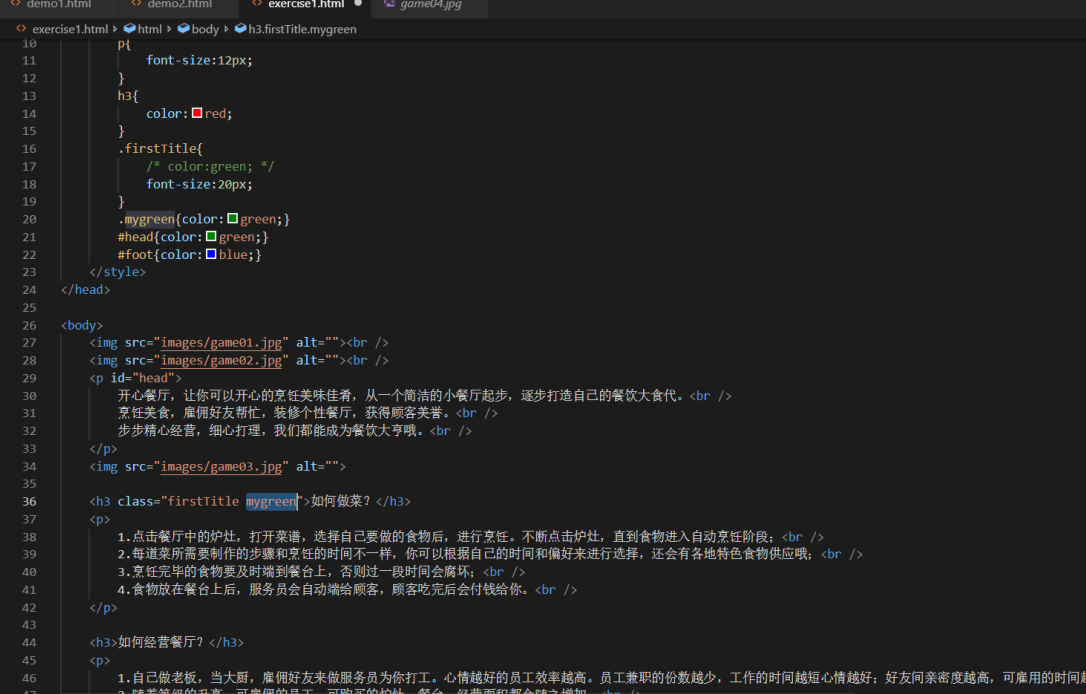 demo1.html demo2.html exercise1.html game04.jpg
exercise1.html html body h3.firstTitle.mygreen
10 p{
11 font-size:12px;
12 }
13 h3{
14 color:red;
15 }
16 .firstTitle{
17 /* color:green; */
18 font-size:20px;
19 }
20 .mygreen{color:green;}
21 #head{color:green;}
22 #foot{color:blue;}
23 </style>
24 </head>
25
26 <body>
27 <img src="images/game01.jpg" alt=""><br />
28 <img src="images/game02.jpg" alt=""><br />
29 <p id="head">
30 开心餐厅，让你可以开心的烹饪美味佳肴，从一个简洁的小餐厅起步，逐步打造自己的餐饮大食代。<br />
31 烹饪美食，雇佣好友帮忙，装修个性餐厅，获得顾客美誉。<br />
32 步步精心经营，细心打理，我们都能成为餐饮大亨哦。<br />
33 </p>
34 <img src="images/game03.jpg" alt="">
35
36 <h3 class="firstTitle mygreen">如何做菜？</h3>
37 <p>
38 1.点击餐厅中的炉灶，打开菜谱，选择自己要做的食物后，进行烹饪。不断点击炉灶，直到食物进入自动烹饪阶段；<br />
39 2.每道菜所需要制作的步骤和烹饪的时间不一样，你可以根据自己的时间和偏好来进行选择，还会有各地特色食物供应哦；<br />
40 3.烹饪完毕的食物要及时端到餐台上，否则过一段时间会腐坏；<br />
41 4.食物放在餐台上后，服务员会自动端给顾客，顾客吃完后会付钱给你。<br />
42 </p>
43
44 <h3>如何经营餐厅？</h3>
45 <p>
46 1.自己做老板，当大厨，雇佣好友来做服务员为你打工。心情越好的员工效率越高。员工兼职的份数越少，工作的时间越短心情越好；好友间亲密度越高，可雇用的时间